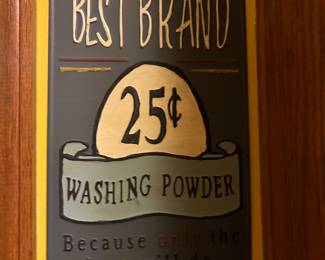 BEST BRAND
25¢
WASHING POWDER
Because only the